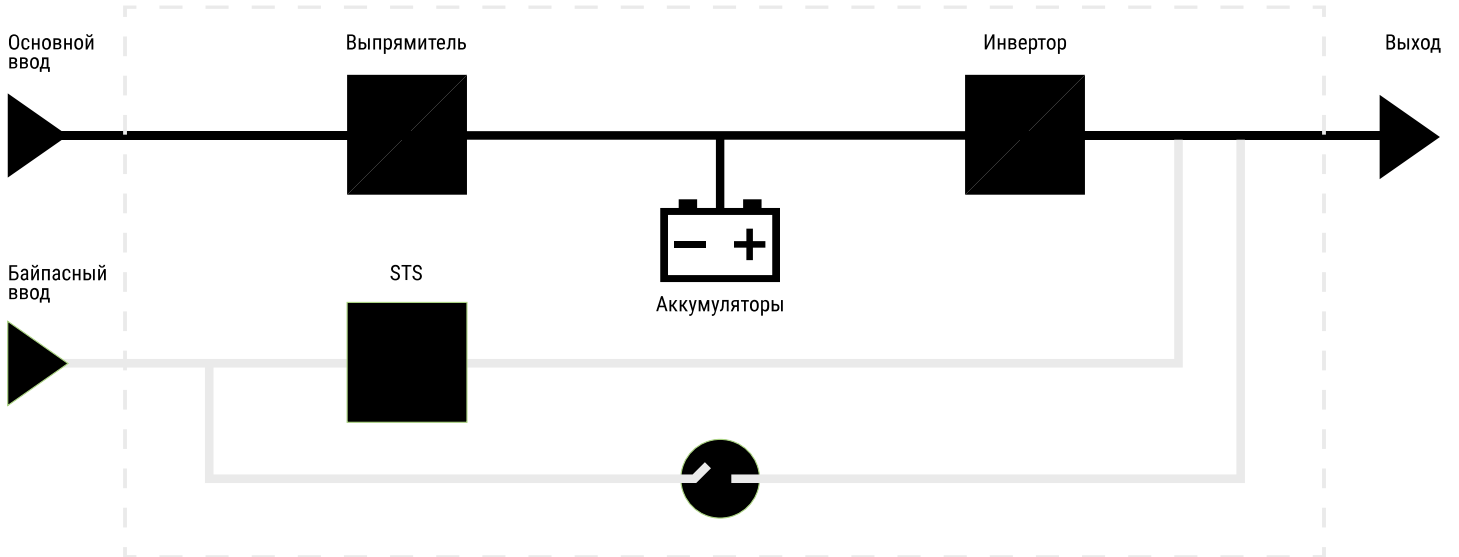 Основной
ввод
Выпрямитель
Инвертор
Выход
Байпасный
ввод
STS
Аккумуляторы